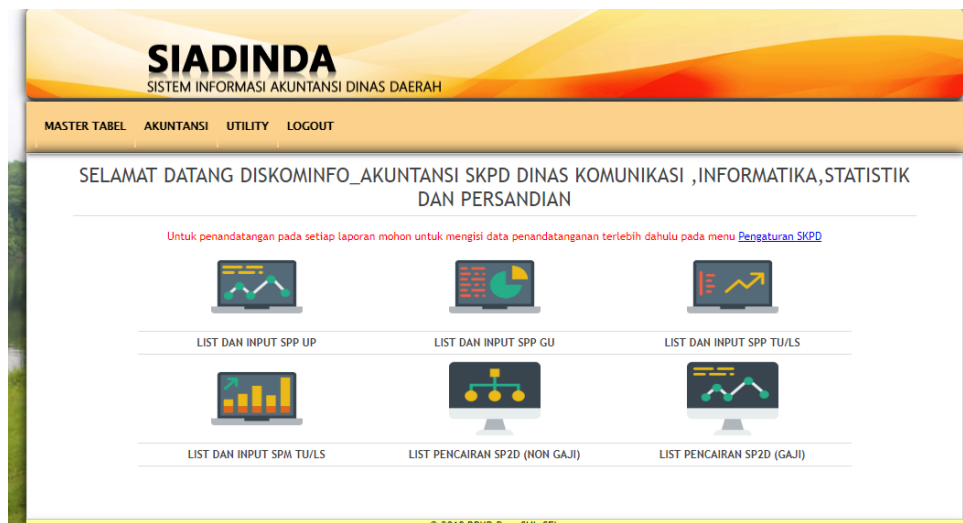 SIADINDA
SISTEM INFORMASI AKUNTANSI DINAS DAERAH
MASTER TABEL AKUNTANSI UTILITY LOGOUT
SELAMAT DATANG DISKOMINFO_AKUNTANSI SKPD DINAS KOMUNIKASI ,INFORMATIKA,STATISTIK
DAN PERSANDIAN
Untuk penandatangan pada setiap laporan mohon untuk mengisi data penandatanganan terlebih dahulu pada menu Pengaturan SKPD
LIST DAN INPUT SPP UP LIST DAN INPUT SPP GU LIST DAN INPUT SPP TU/LS
LIST DAN INPUT SPM TU/LS LIST PENCAIRAN SP2D (NON GAJI) LIST PENCAIRAN SP2D (GAJI)